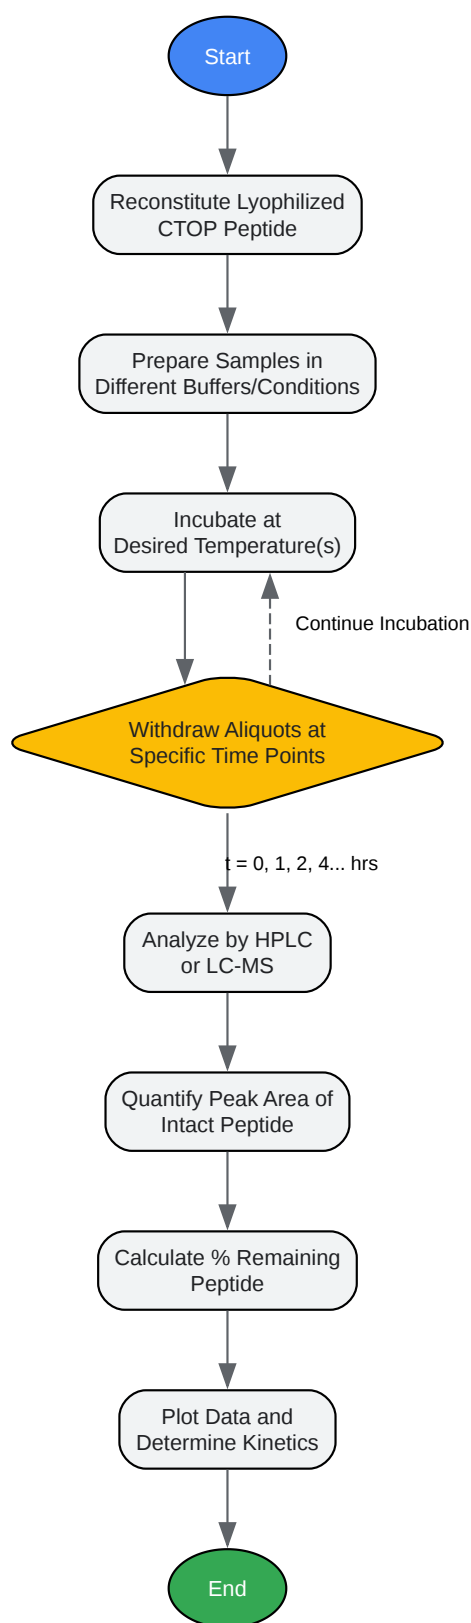 Start
Reconstitute Lyophilized
CTOP Peptide
Prepare Samples in
Different Buffers/Conditions
Incubate at
Desired Temperature(s)
Continue Incubation
Withdraw Aliquots at
Specific Time Points
t = 0, 1, 2, 4... hrs
Analyze by HPLC
or LC-MS
Quantify Peak Area of
Intact Peptide
Calculate % Remaining
Peptide
Plot Data and
Determine Kinetics
End